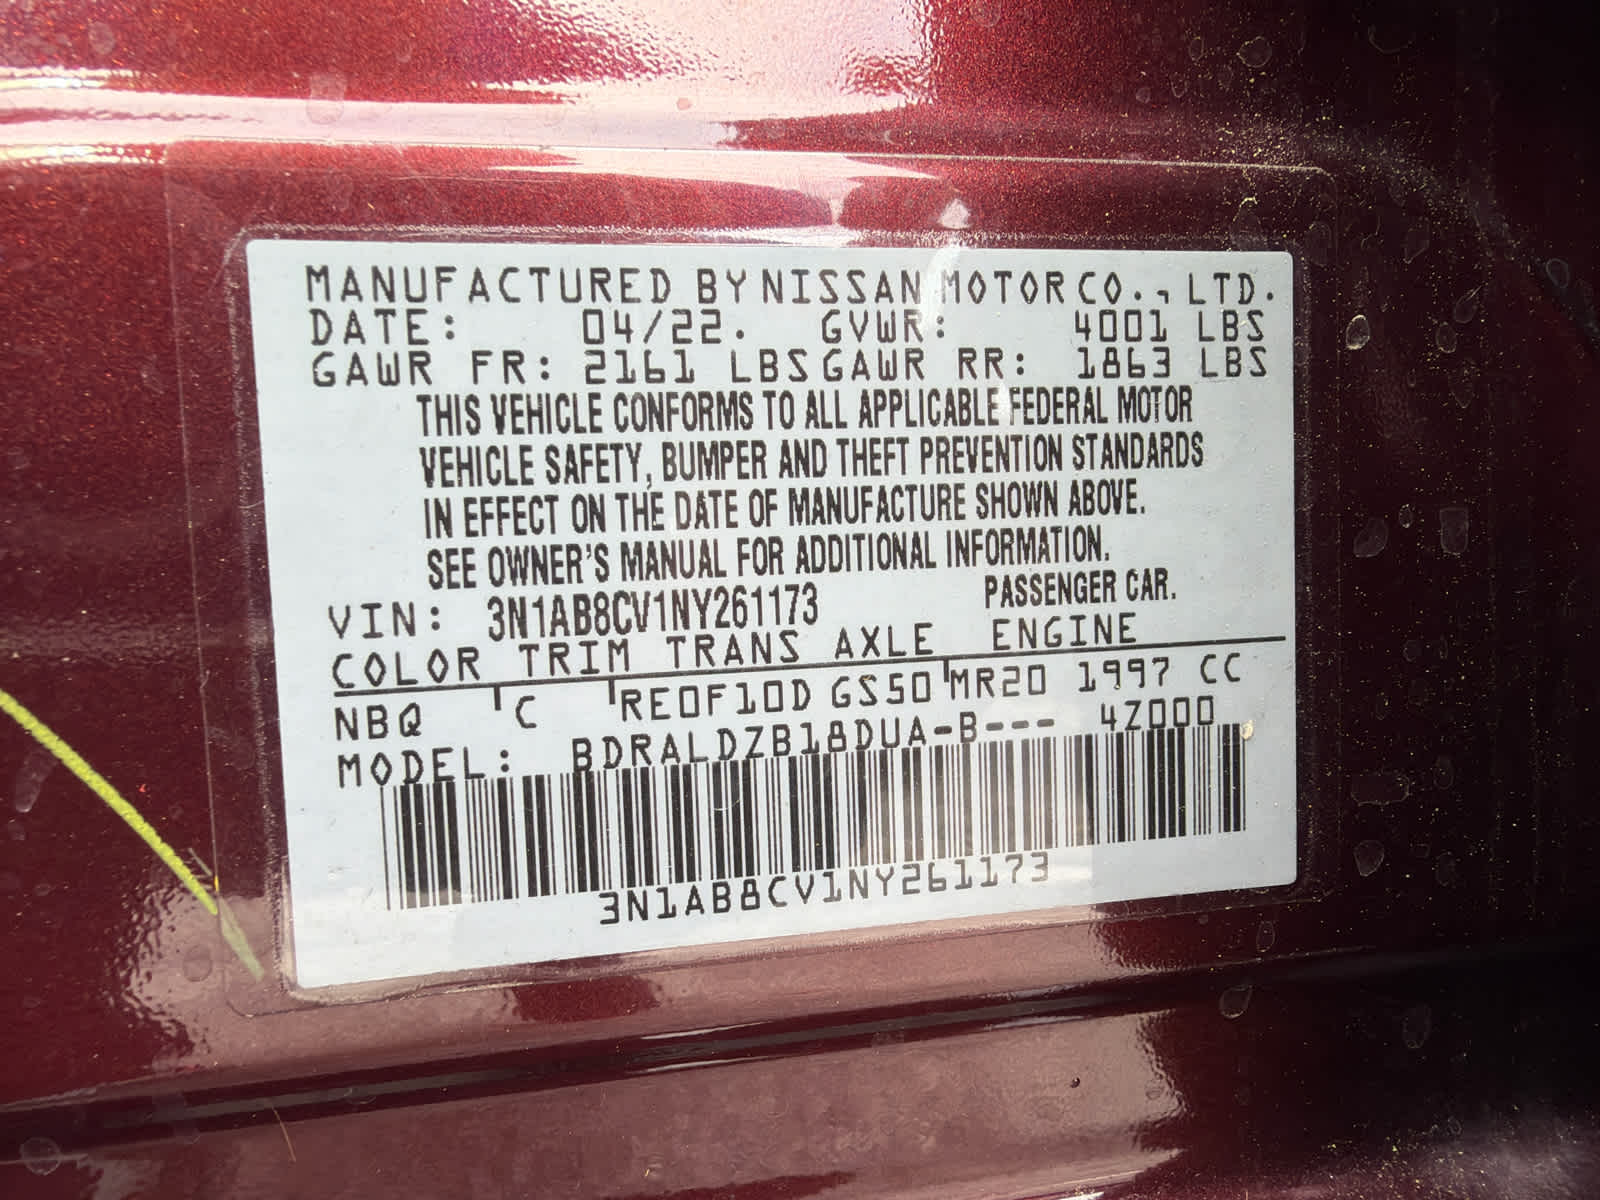 MANUFACTURED BY NISSAN MOTOR CO., LTD.
DATE: 04/22. GVWR: 4001 LBS
GAWR FR: 2161 LBS GAWR RR: 1863 LBS
THIS VEHICLE CONFORMS TO ALL APPLICABLE FEDERAL MOTOR
VEHICLE SAFETY, BUMPER AND THEFT PREVENTION STANDARDS
IN EFFECT ON THE DATE OF MANUFACTURE SHOWN ABOVE.
SEE OWNER'S MANUAL FOR ADDITIONAL INFORMATION.
VIN: 3N1AB8CV1NY261173 PASSENGER CAR.
COLOR TRIM TRANS AXLE ENGINE
NBQ C RE0F10D GS50 MR20 1997 CC
MODEL: BDRALDZB18DUA-B--- 4Z000
3N1AB8CV1NY261173